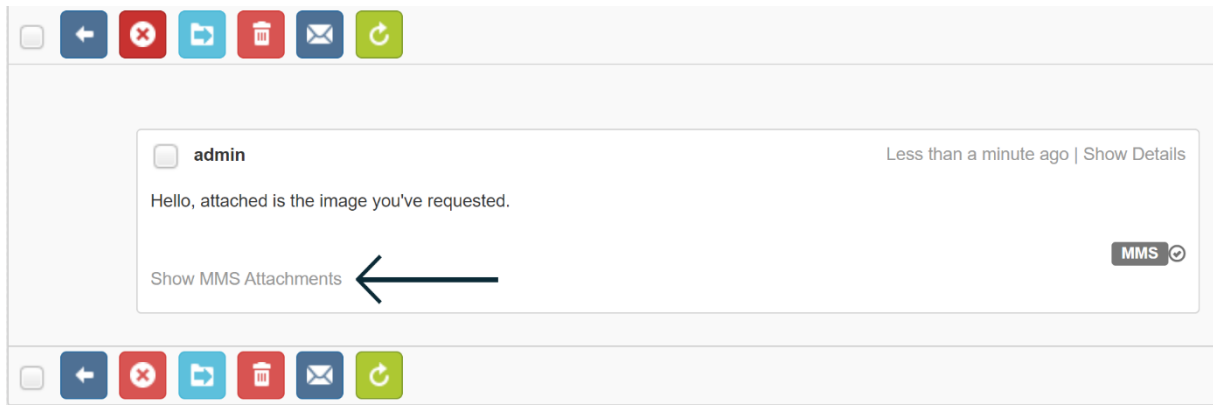 admin
Less than a minute ago | Show Details
Hello, attached is the image you've requested.
MMS
Show MMS Attachments